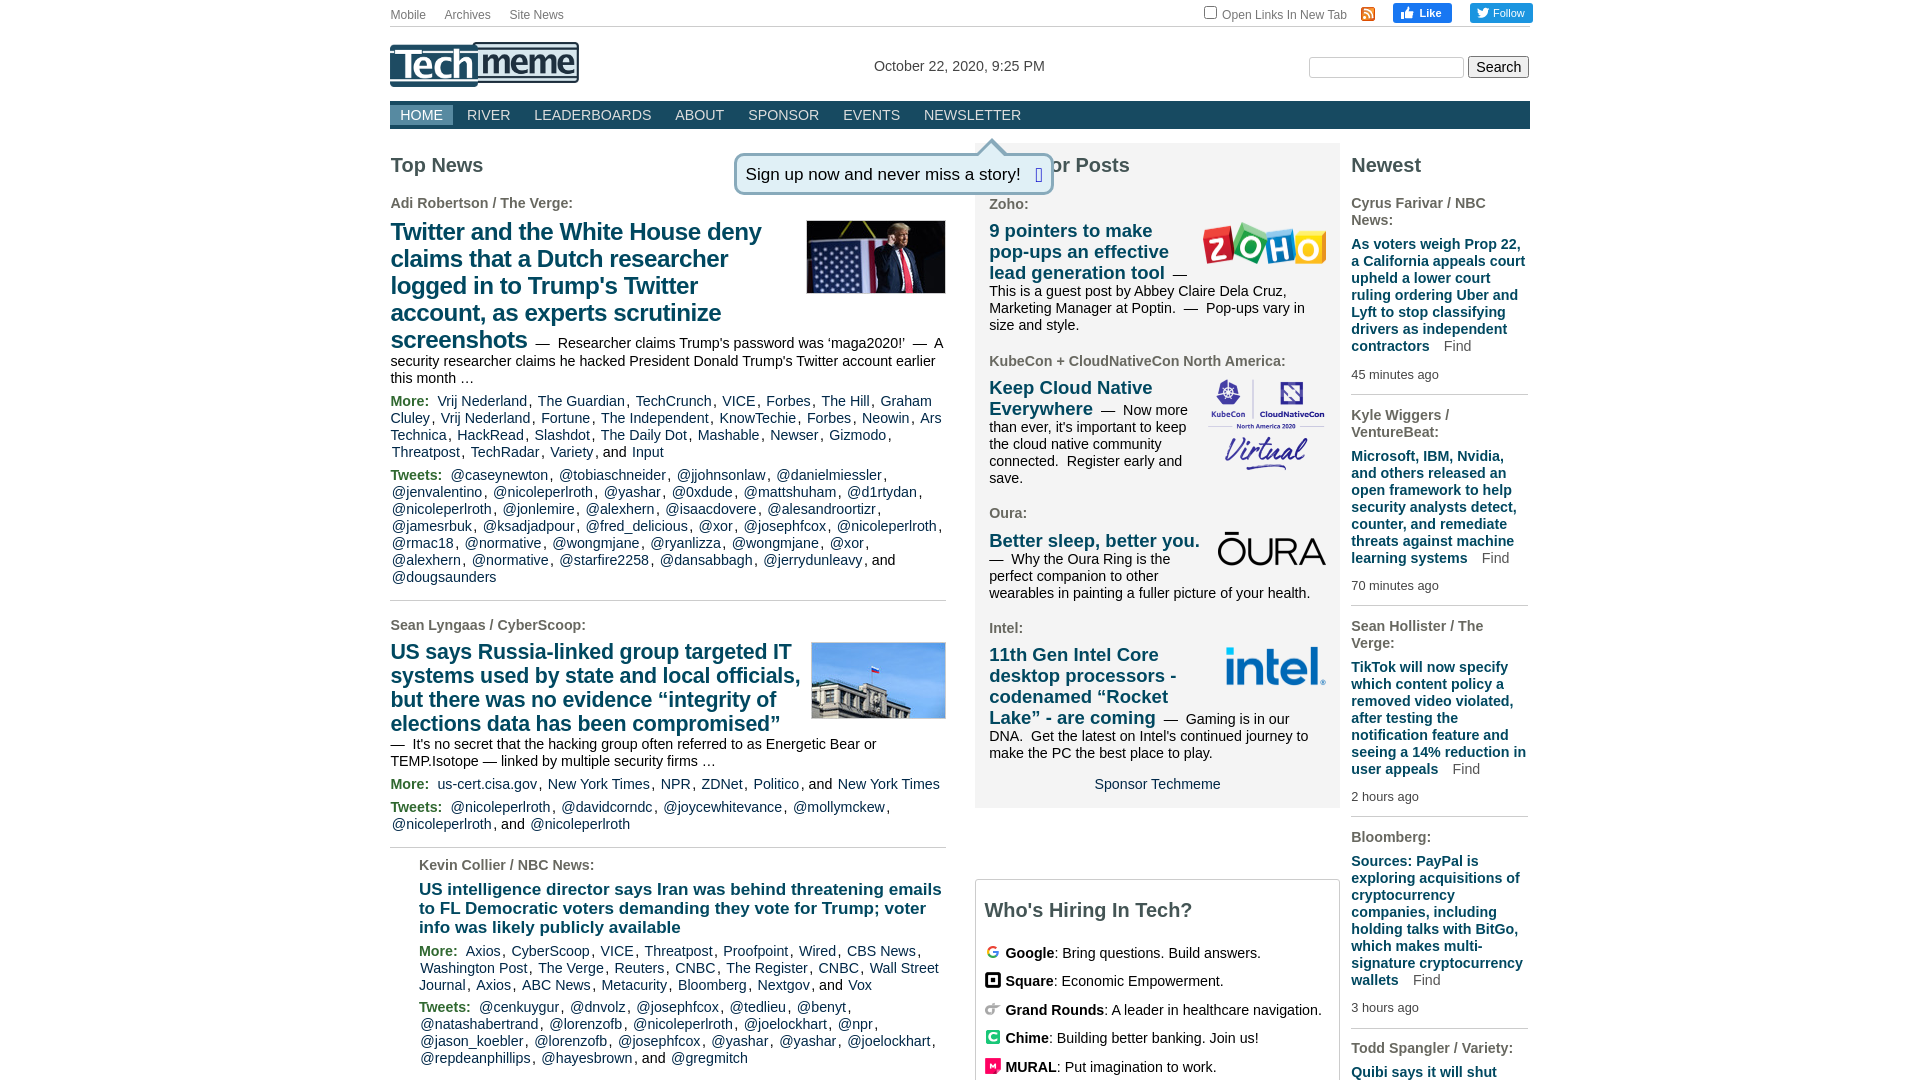 Mobile Archives Site News
Open Links In New Tab
Like
Follow
Techmeme
October 22, 2020, 9:25 PM
Search
HOME RIVER LEADERBOARDS ABOUT SPONSOR EVENTS NEWSLETTER
Sign up now and never miss a story!
Top News
Adi Robertson / The Verge:
Twitter and the White House deny
claims that a Dutch researcher
logged in to Trump's Twitter
account, as experts scrutinize
screenshots — Researcher claims Trump's password was ‘maga2020!’ — A
security researcher claims he hacked President Donald Trump's Twitter account earlier
this month …
More: Vrij Nederland, The Guardian, TechCrunch, VICE, Forbes, The Hill, Graham
Cluley, Vrij Nederland, Fortune, The Independent, KnowTechie, Forbes, Neowin, Ars
Technica, HackRead, Slashdot, The Daily Dot, Mashable, Newser, Gizmodo,
Threatpost, TechRadar, Variety, and Input
Tweets: @caseynewton, @tobiaschneider, @jjohnsonlaw, @danielmiessler,
@jenvalentino, @nicoleperlroth, @yashar, @0xdude, @mattshuham, @d1rtydan,
@nicoleperlroth, @jonlemire, @alexhern, @isaacdovere, @alesandroortizr,
@jamesrbuk, @ksadjadpour, @fred_delicious, @xor, @josephfcox, @nicoleperlroth,
@rmac18, @normative, @wongmjane, @ryanlizza, @wongmjane, @xor,
@alexhern, @normative, @starfire2258, @dansabbagh, @jerrydunleavy, and
@dougsaunders
Sean Lyngaas / CyberScoop:
US says Russia-linked group targeted IT
systems used by state and local officials,
but there was no evidence “integrity of
elections data has been compromised”
— It's no secret that the hacking group often referred to as Energetic Bear or
TEMP.Isotope — linked by multiple security firms …
More: us-cert.cisa.gov, New York Times, NPR, ZDNet, Politico, and New York Times
Tweets: @nicoleperlroth, @davidcorndc, @joycewhitevance, @mollymckew,
@nicoleperlroth, and @nicoleperlroth
Kevin Collier / NBC News:
US intelligence director says Iran was behind threatening emails
to FL Democratic voters demanding they vote for Trump; voter
info was likely publicly available
More: Axios, CyberScoop, VICE, Threatpost, Proofpoint, Wired, CBS News,
Washington Post, The Verge, Reuters, CNBC, The Register, CNBC, Wall Street
Journal, Axios, ABC News, Metacurity, Bloomberg, Nextgov, and Vox
Tweets: @cenkuygur, @dnvolz, @josephfcox, @tedlieu, @benyt,
@natashabertrand, @lorenzofb, @nicoleperlroth, @joelockhart, @npr,
@jason_koebler, @lorenzofb, @josephfcox, @yashar, @yashar, @joelockhart,
@repdeanphillips, @hayesbrown, and @gregmitch
or Posts
Zoho:
ZOHO
9 pointers to make
pop-ups an effective
lead generation tool —
This is a guest post by Abbey Claire Dela Cruz,
Marketing Manager at Poptin. — Pop-ups vary in
size and style.
KubeCon + CloudNativeCon North America:
KubeCon CloudNativeCon
North America 2020
Virtual
Keep Cloud Native
Everywhere — Now more
than ever, it's important to keep
the cloud native community
connected. Register early and
save.
Oura:
ŌURA
Better sleep, better you.
— Why the Oura Ring is the
perfect companion to other
wearables in painting a fuller picture of your health.
Intel:
intel
11th Gen Intel Core
desktop processors -
codenamed “Rocket
Lake” - are coming — Gaming is in our
DNA. Get the latest on Intel's continued journey to
make the PC the best place to play.
Sponsor Techmeme
Who's Hiring In Tech?
Google: Bring questions. Build answers.
Square: Economic Empowerment.
Grand Rounds: A leader in healthcare navigation.
Chime: Building better banking. Join us!
MURAL: Put imagination to work.
Newest
Cyrus Farivar / NBC
News:
As voters weigh Prop 22,
a California appeals court
upheld a lower court
ruling ordering Uber and
Lyft to stop classifying
drivers as independent
contractors Find
45 minutes ago
Kyle Wiggers /
VentureBeat:
Microsoft, IBM, Nvidia,
and others released an
open framework to help
security analysts detect,
counter, and remediate
threats against machine
learning systems Find
70 minutes ago
Sean Hollister / The
Verge:
TikTok will now specify
which content policy a
removed video violated,
after testing the
notification feature and
seeing a 14% reduction in
user appeals Find
2 hours ago
Bloomberg:
Sources: PayPal is
exploring acquisitions of
cryptocurrency
companies, including
holding talks with BitGo,
which makes multi-
signature cryptocurrency
wallets Find
3 hours ago
Todd Spangler / Variety:
Quibi says it will shut